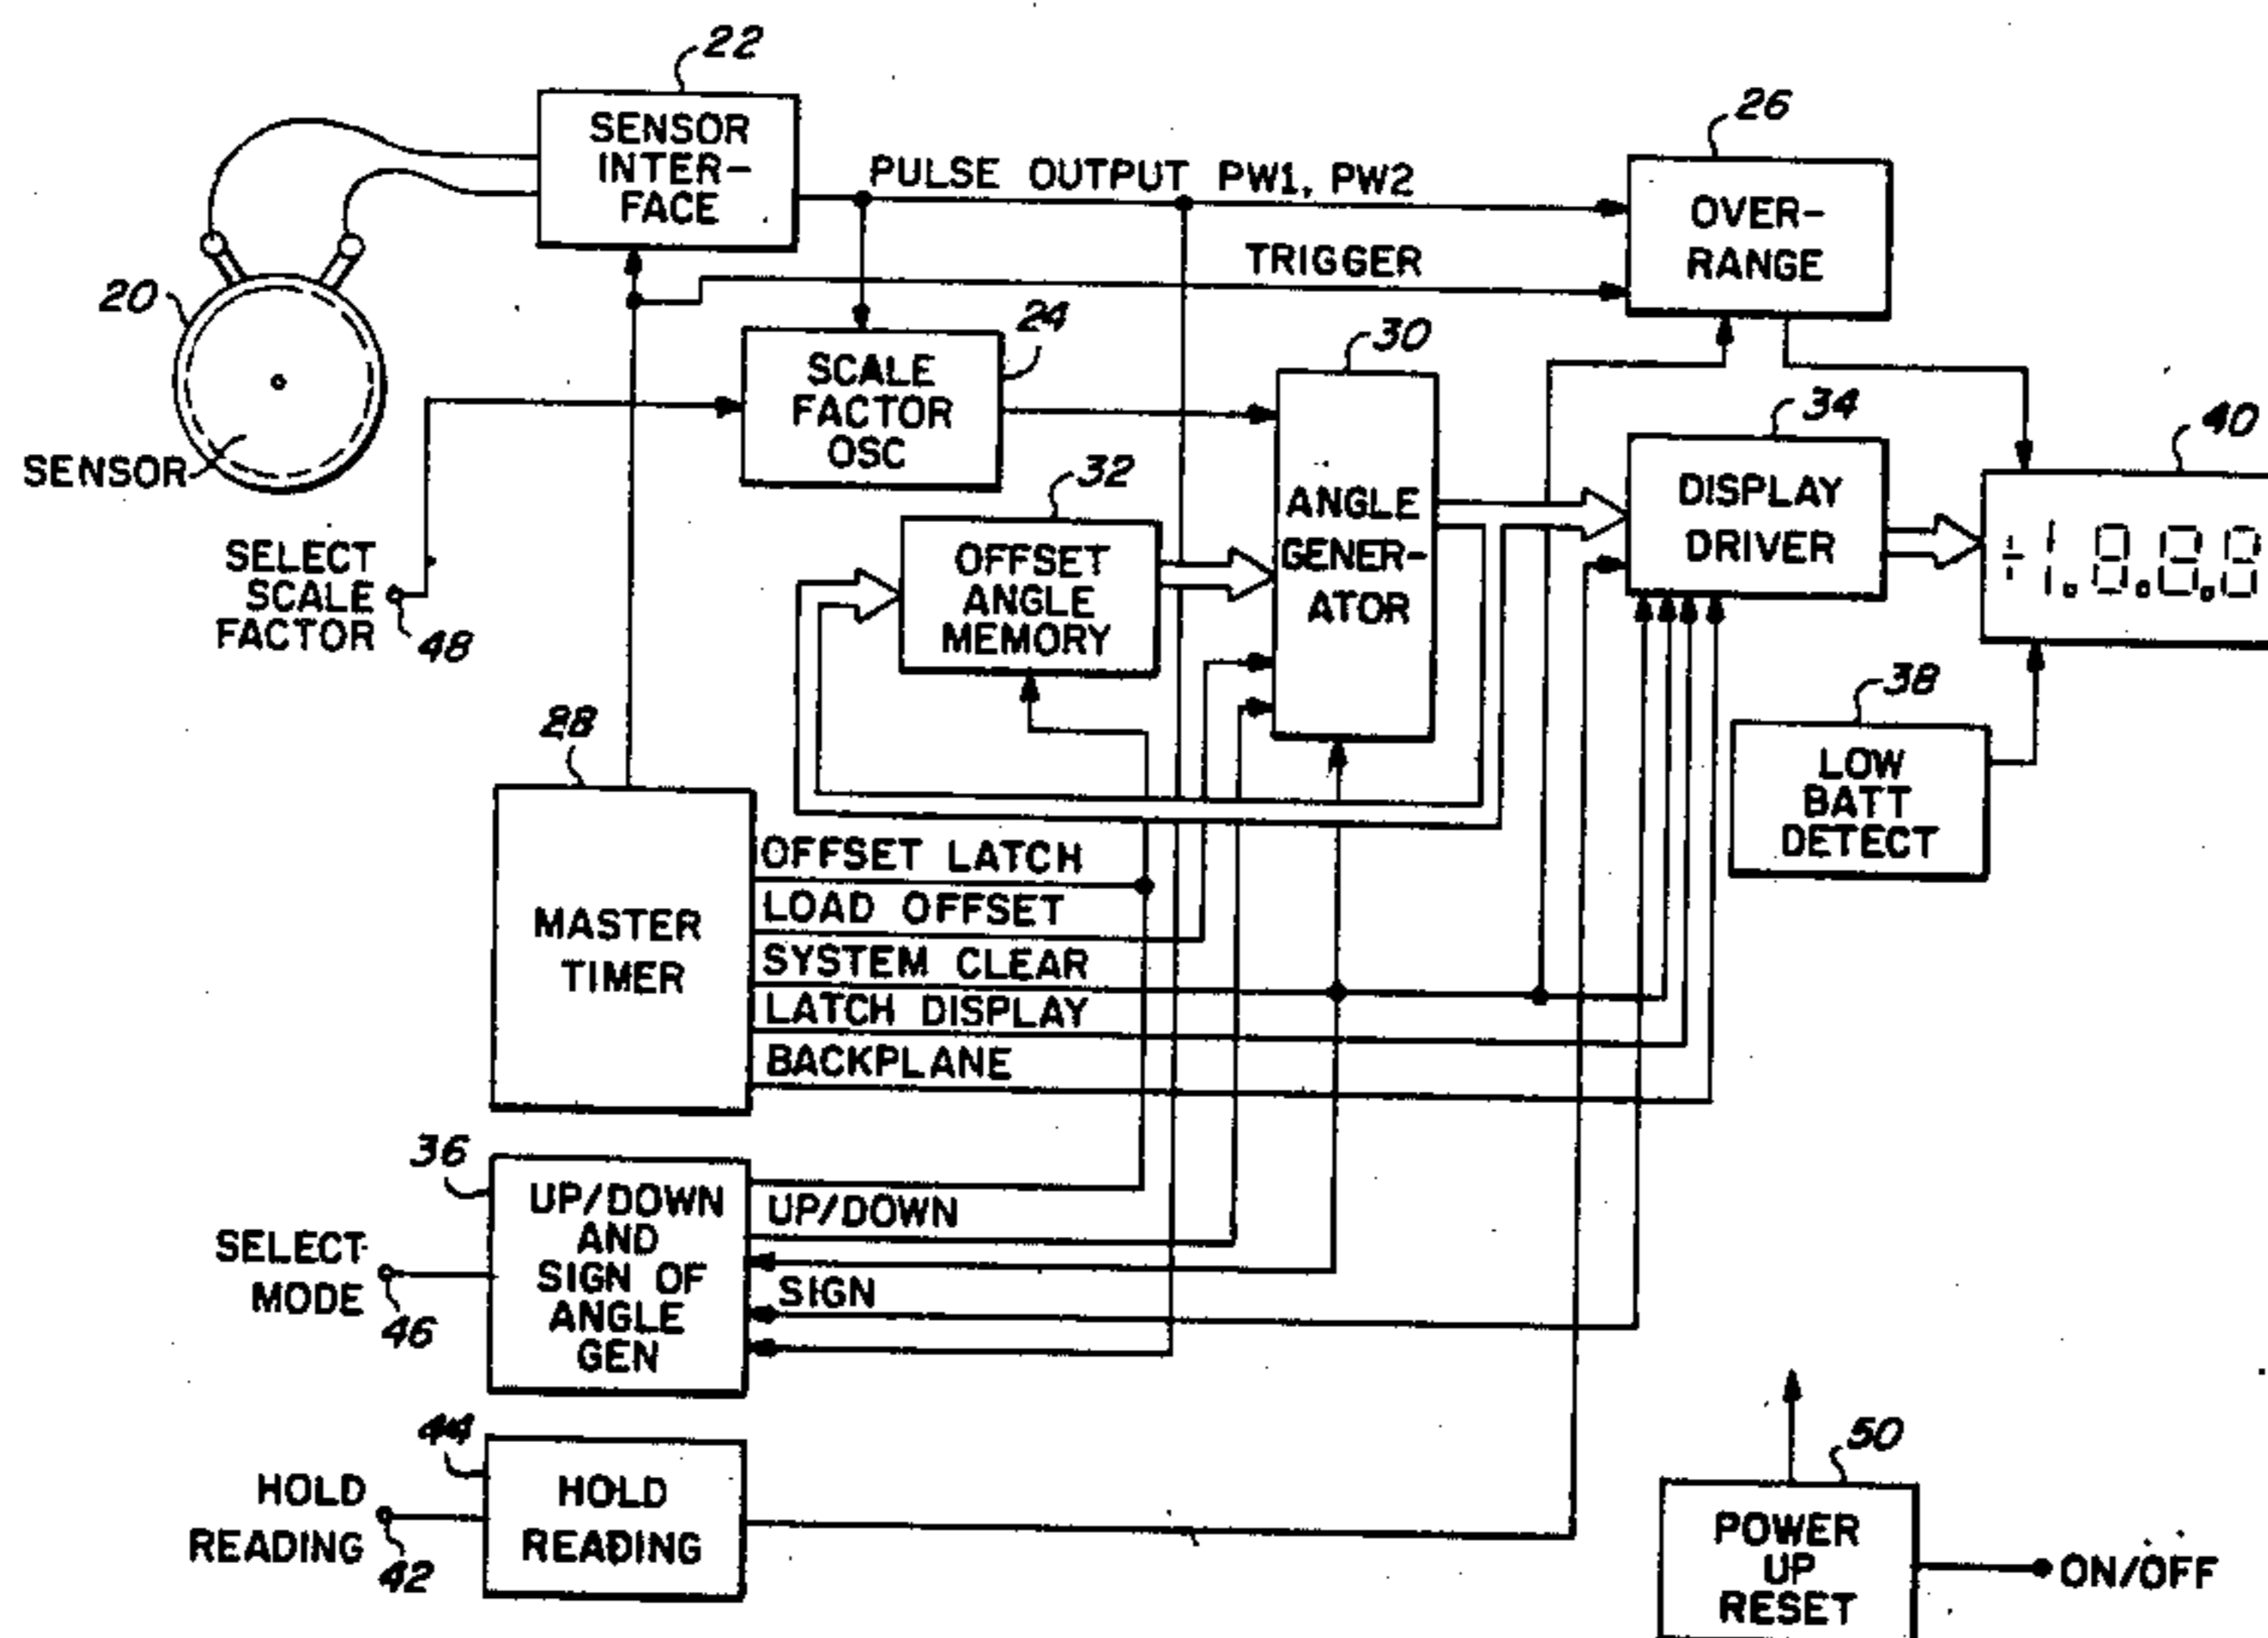 22
SENSOR
INTER-
FACE
PULSE OUTPUT PW1, PW2
26
OVER-
RANGE
TRIGGER
20
SENSOR
24
SCALE
FACTOR
OSC
30
ANGLE
GENER-
ATOR
34
DISPLAY
DRIVER
40
±1.8.8.8
32
OFFSET
ANGLE
MEMORY
SELECT
SCALE
FACTOR
48
38
LOW
BATT
DETECT
28
MASTER
TIMER
OFFSET LATCH
LOAD OFFSET
SYSTEM CLEAR
LATCH DISPLAY
BACKPLANE
36
UP/DOWN
AND
SIGN OF
ANGLE
GEN
UP/DOWN
SIGN
SELECT
MODE
46
44
HOLD
READING
HOLD
READING
42
50
POWER
UP
RESET
ON/OFF